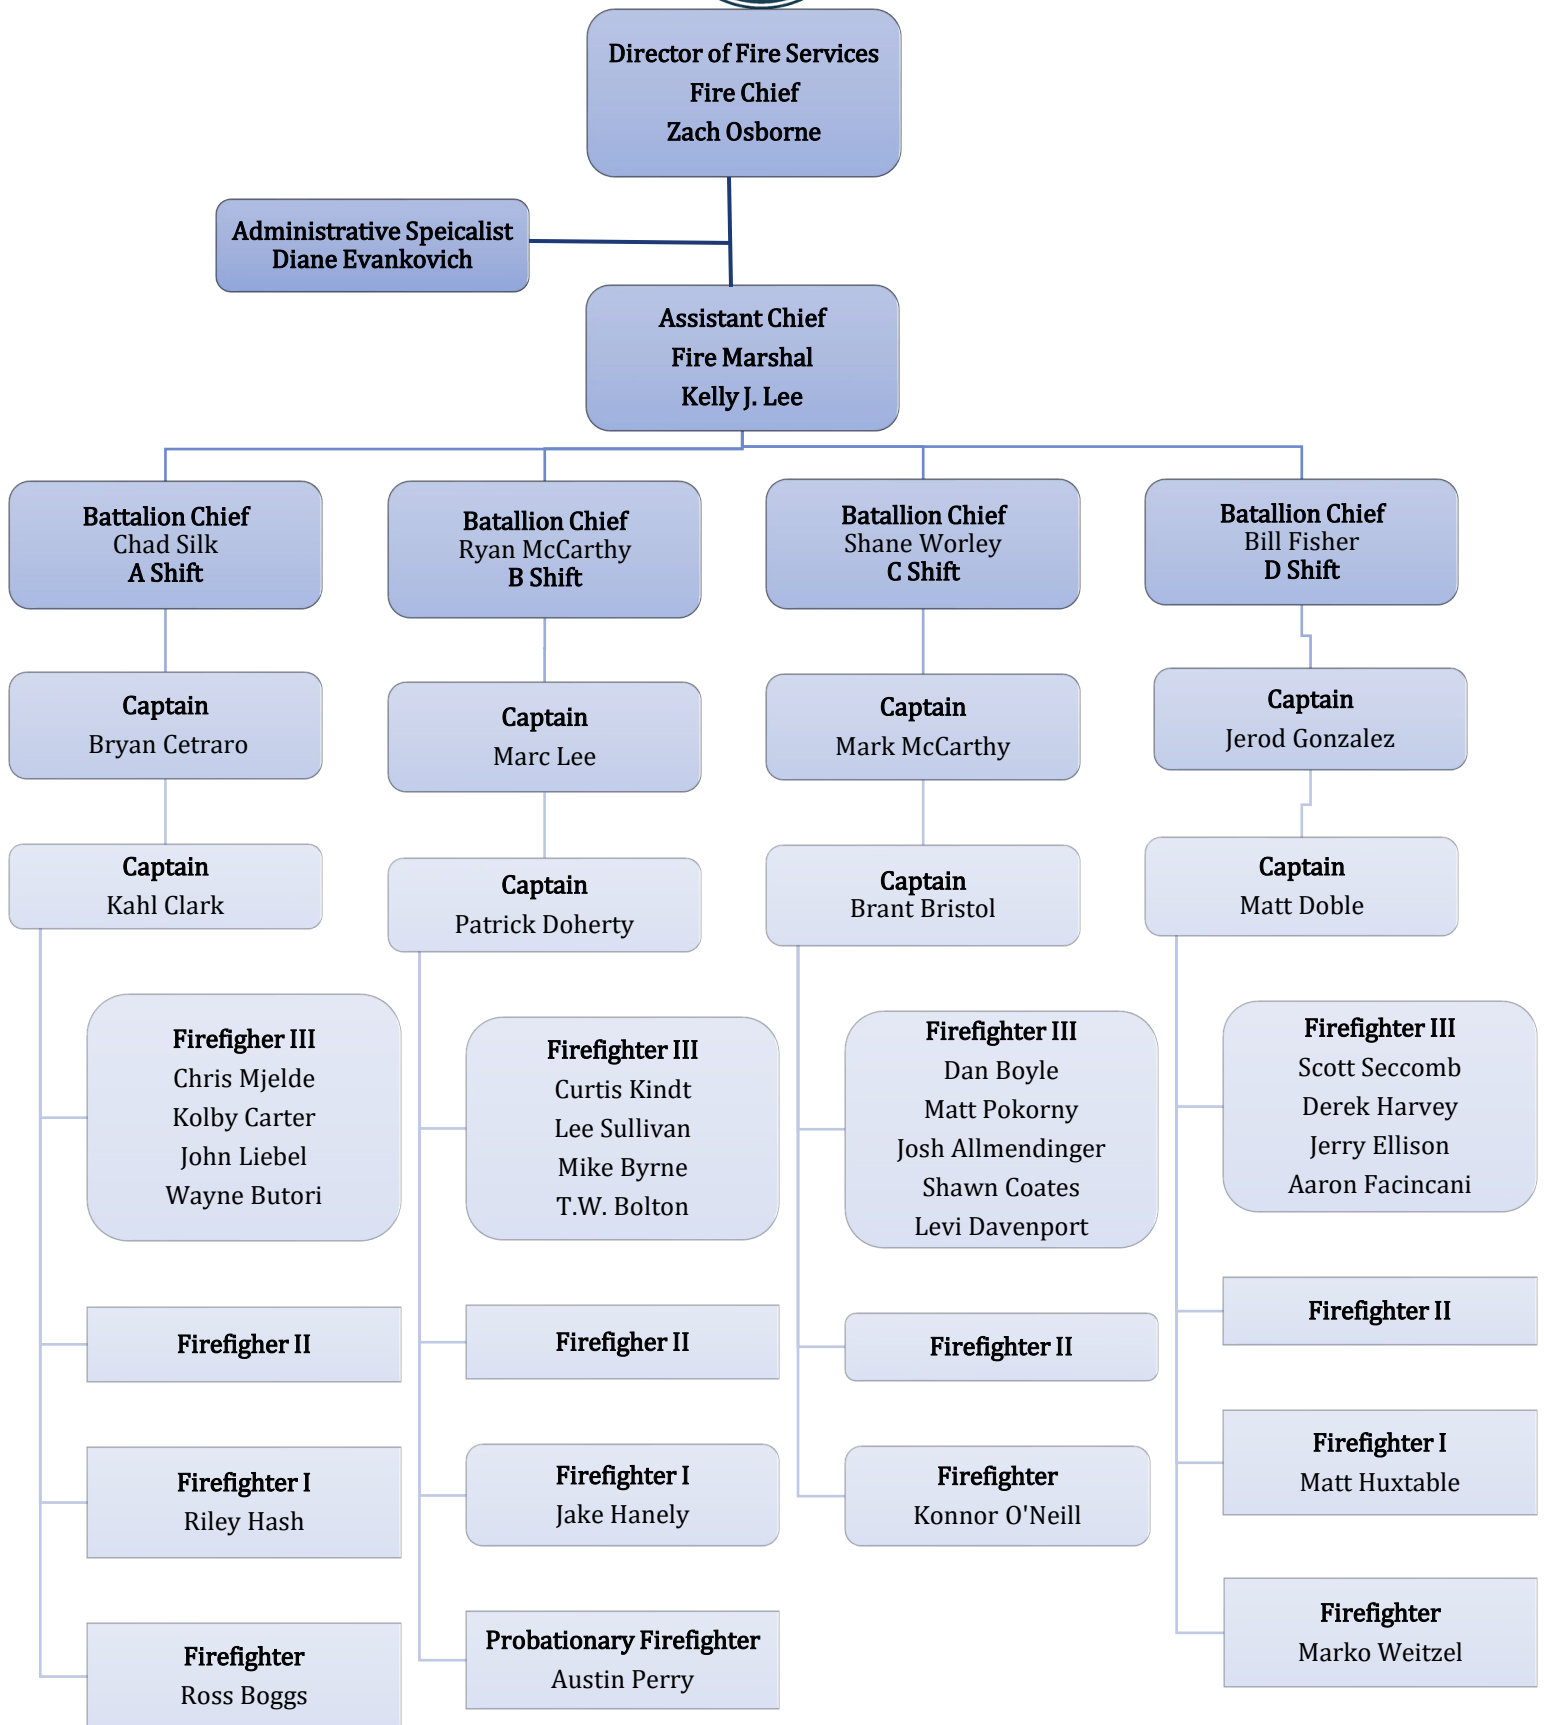 Director of Fire Services
Fire Chief
Zach Osborne
Administrative Speicalist
Diane Evankovich
Assistant Chief
Fire Marshal
Kelly J. Lee
Battalion Chief
Chad Silk
A Shift
Captain
Bryan Cetraro
Captain
Kahl Clark
Firefigher III
Chris Mjelde
Kolby Carter
John Liebel
Wayne Butori
Firefigher II
Firefighter I
Riley Hash
Firefighter
Ross Boggs
Batallion Chief
Ryan McCarthy
B Shift
Captain
Marc Lee
Captain
Patrick Doherty
Firefighter III
Curtis Kindt
Lee Sullivan
Mike Byrne
T.W. Bolton
Firefigher II
Firefighter I
Jake Hanely
Probationary Firefighter
Austin Perry
Batallion Chief
Shane Worley
C Shift
Captain
Mark McCarthy
Captain
Brant Bristol
Firefighter III
Dan Boyle
Matt Pokorny
Josh Allmendinger
Shawn Coates
Levi Davenport
Firefighter II
Firefighter
Konnor O'Neill
Batallion Chief
Bill Fisher
D Shift
Captain
Jerod Gonzalez
Captain
Matt Doble
Firefighter III
Scott Seccomb
Derek Harvey
Jerry Ellison
Aaron Facincani
Firefighter II
Firefighter I
Matt Huxtable
Firefighter
Marko Weitzel